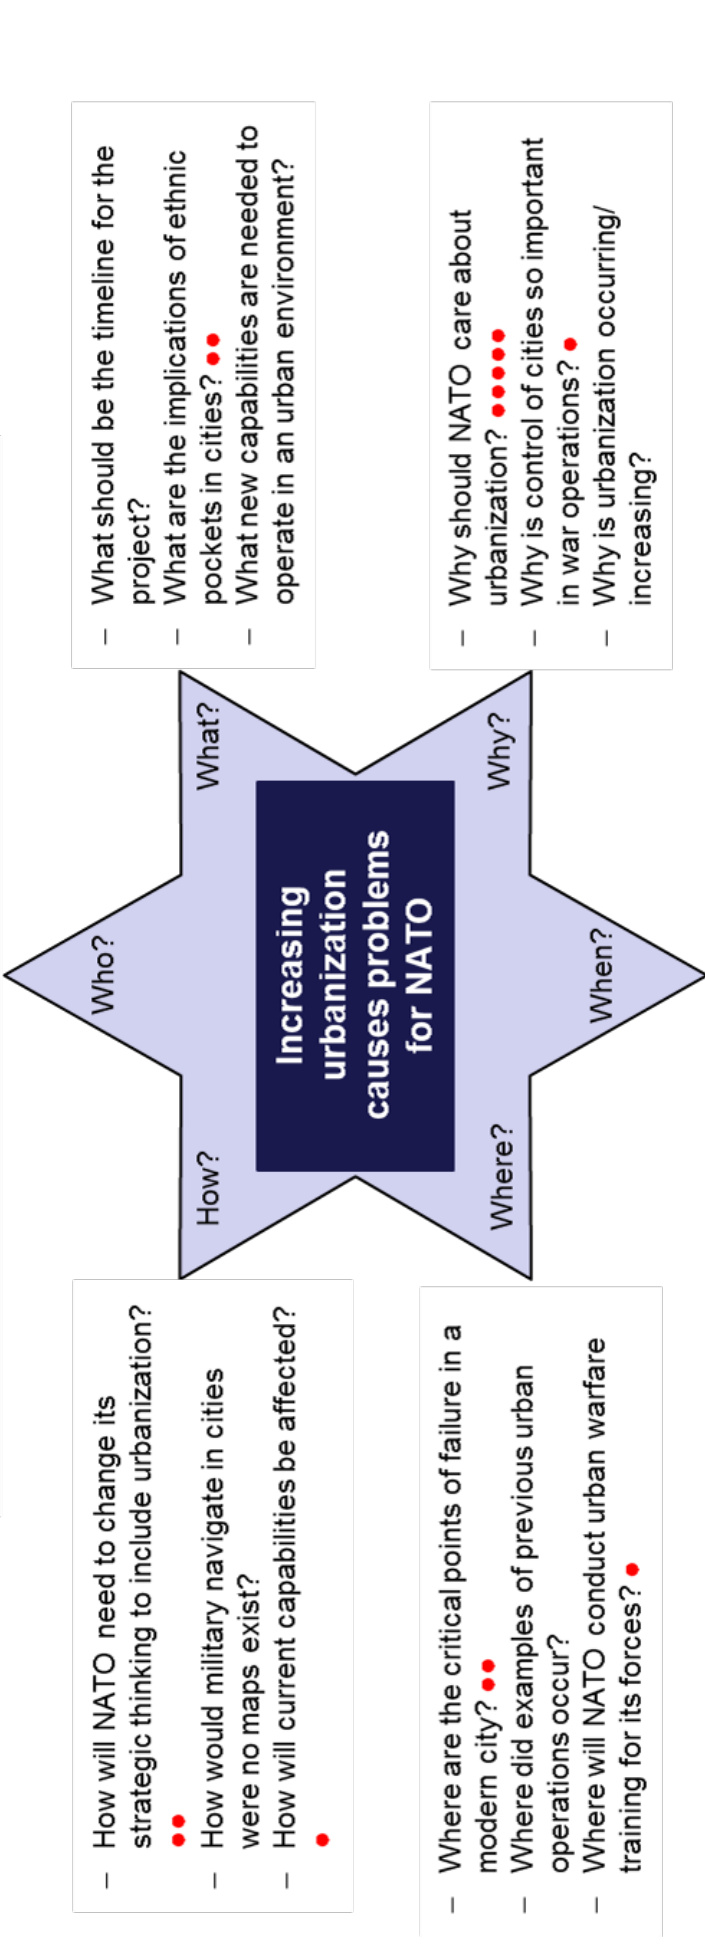 Who?
How?
What?
Increasing
urbanization
causes problems
for NATO
Where?
Why?
When?
– How will NATO need to change its
strategic thinking to include urbanization?
– How would military navigate in cities
were no maps exist?
– How will current capabilities be affected?
– What should be the timeline for the
project?
– What are the implications of ethnic
pockets in cities?
– What new capabilities are needed to
operate in an urban environment?
– Where are the critical points of failure in a
modern city?
– Where did examples of previous urban
operations occur?
– Where will NATO conduct urban warfare
training for its forces?
– Why should NATO care about
urbanization?
– Why is control of cities so important
in war operations?
– Why is urbanization occurring/
increasing?